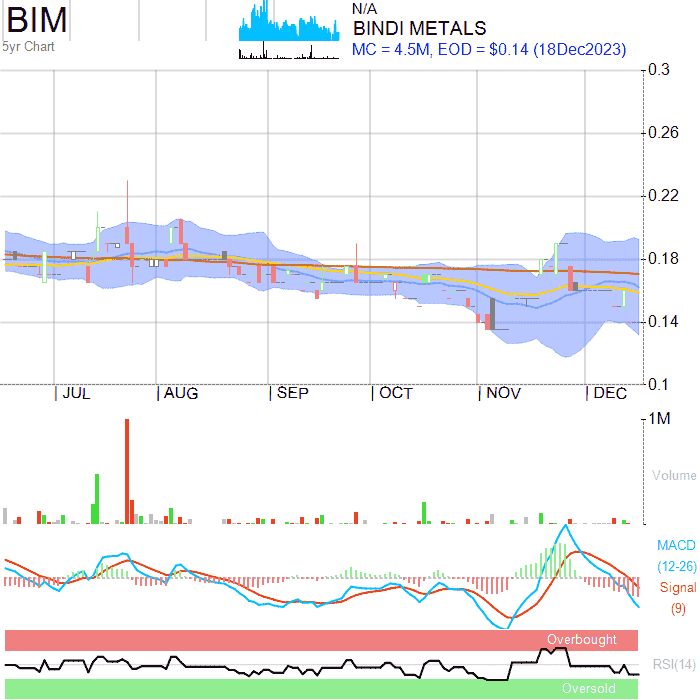 BIM
5yr Chart
N/A
BINDI METALS
MC = 4.5M, EOD = $0.14 (18Dec2023)
0.3
0.26
0.22
0.18
0.14
0.1
JUL AUG SEP OCT NOV DEC
1M
Volume
MACD
(12-26)
Signal
(9)
Overbought
RSI(14)
Oversold